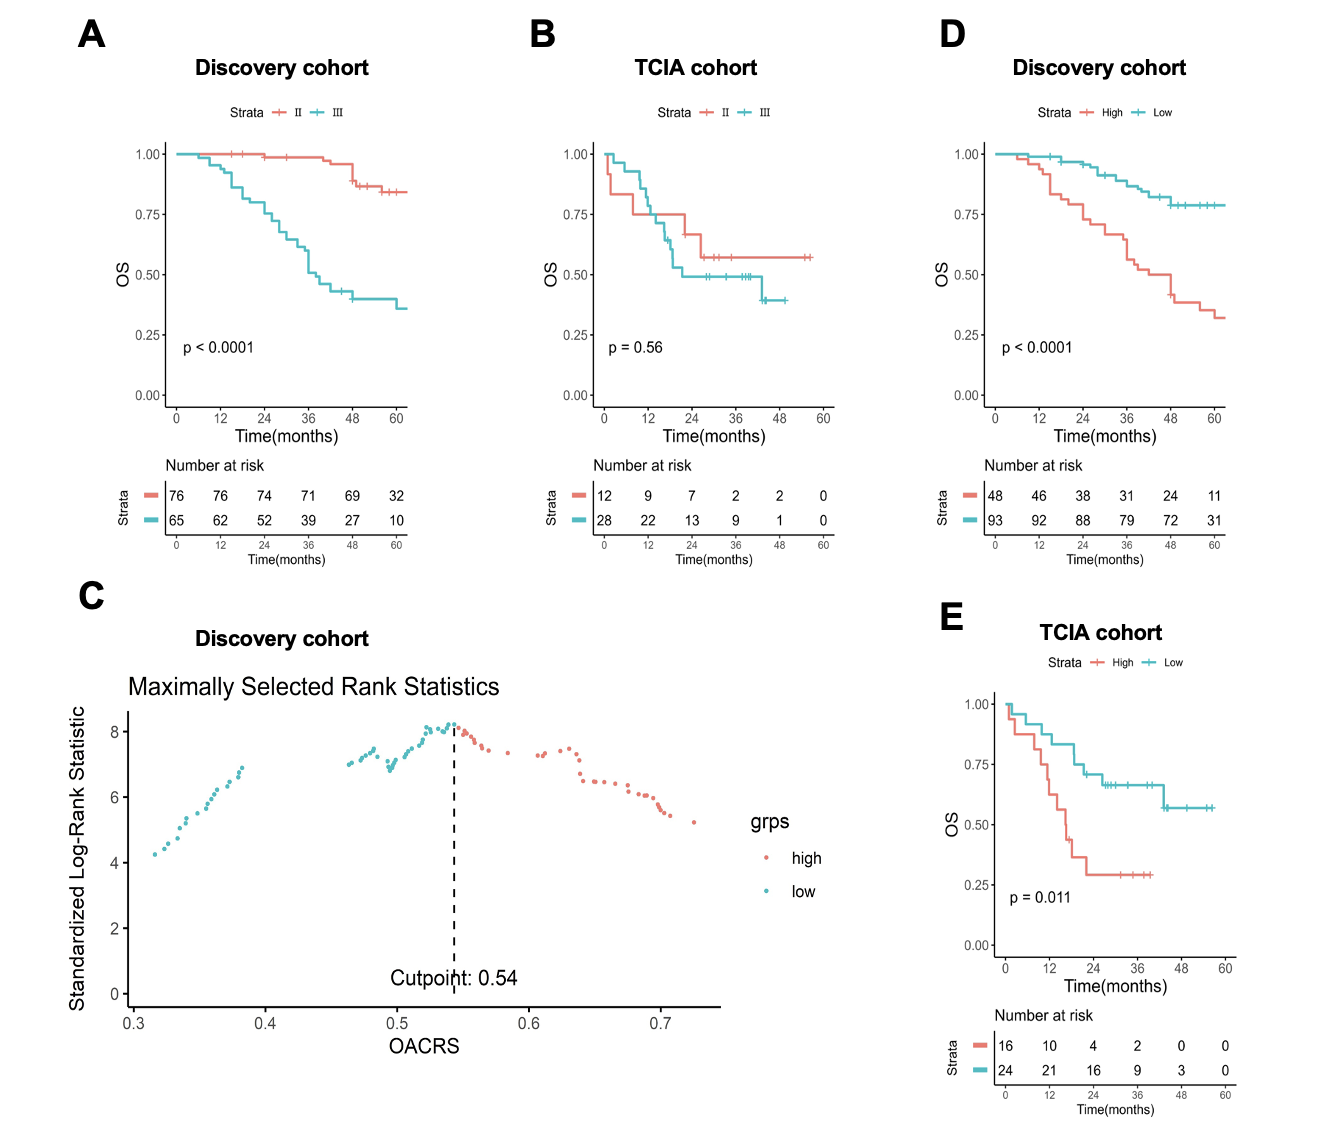 A
Discovery cohort
Strata II III
1.00
0.75
0.50
0.25
0.00
OS
p < 0.0001
0 12 24 36 48 60
Time(months)
Number at risk
Strata
76 76 74 71 69 32
65 62 52 39 27 10
0 12 24 36 48 60
Time(months)
B
TCIA cohort
Strata II III
1.00
0.75
0.50
0.25
0.00
OS
p = 0.56
0 12 24 36 48 60
Time(months)
Number at risk
Strata
12 9 7 2 2 0
28 22 13 9 1 0
0 12 24 36 48 60
Time(months)
D
Discovery cohort
Strata High Low
1.00
0.75
0.50
0.25
0.00
OS
p < 0.0001
0 12 24 36 48 60
Time(months)
Number at risk
Strata
48 46 38 31 24 11
93 92 88 79 72 31
0 12 24 36 48 60
Time(months)
C
Discovery cohort
Maximally Selected Rank Statistics
Standardized Log-Rank Statistic
8
6
4
2
0
Cutpoint: 0.54
0.3 0.4 0.5 0.6 0.7
OACRS
grps
high
low
E
TCIA cohort
Strata High Low
1.00
0.75
0.50
0.25
0.00
OS
p = 0.011
0 12 24 36 48 60
Time(months)
Number at risk
Strata
16 10 4 2 0 0
24 21 16 9 3 0
0 12 24 36 48 60
Time(months)